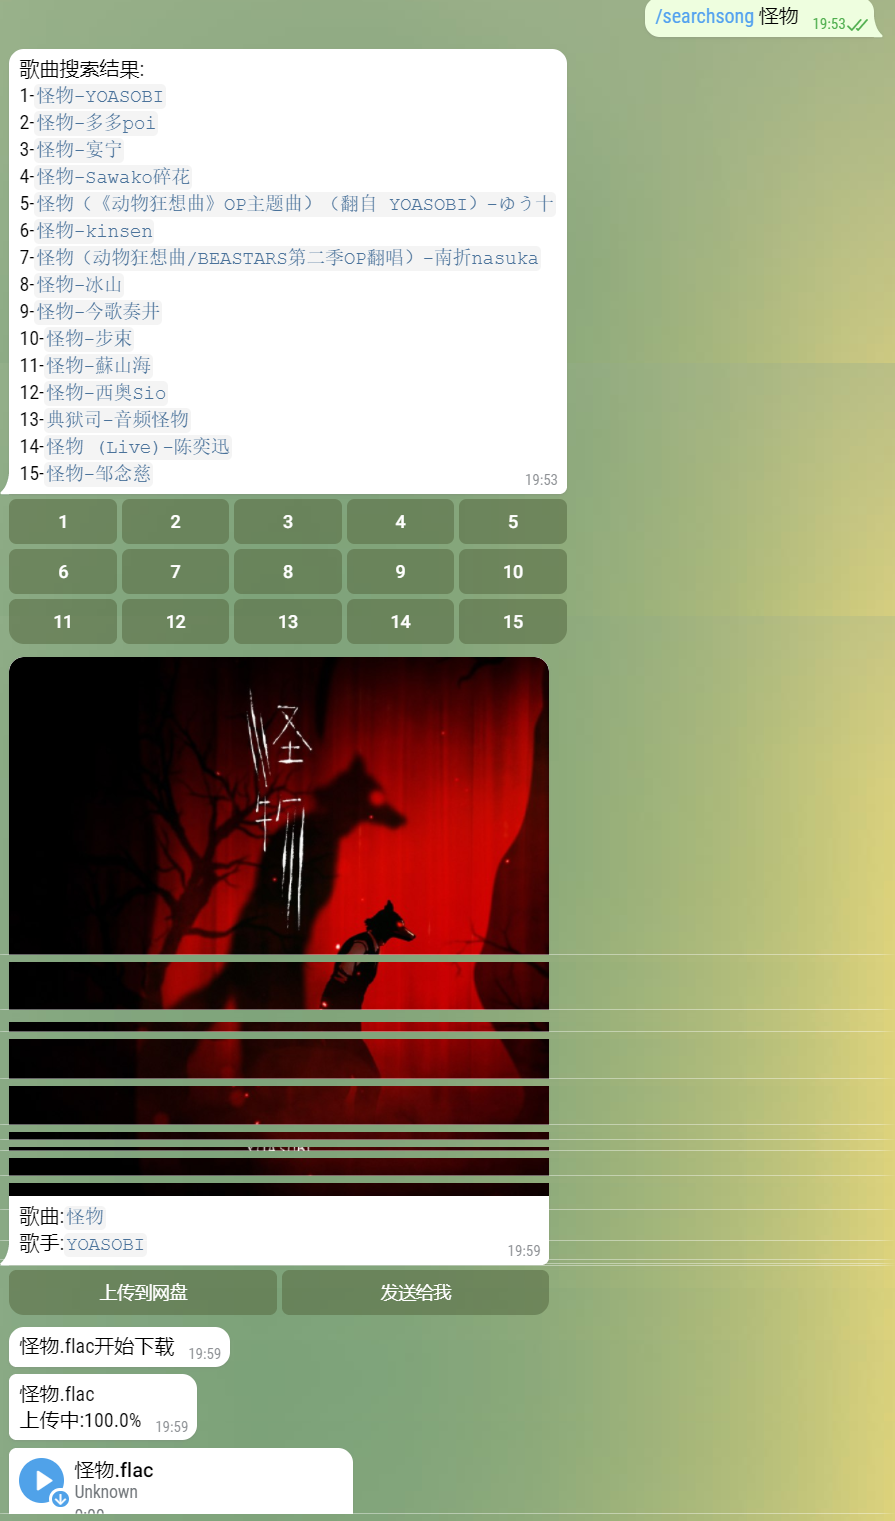 /searchsong 怪物 19:53
歌曲搜索结果:
1-怪物-YOASOBI
2-怪物-多多poi
3-怪物-宴宁
4-怪物-Sawako碎花
5-怪物（《动物狂想曲》OP主题曲）（翻自 YOASOBI）-ゆう十
6-怪物-kinsen
7-怪物（动物狂想曲/BEASTARS第二季OP翻唱）-南折nasuka
8-怪物-冰山
9-怪物-今歌奏井
10-怪物-步束
11-怪物-蘇山海
12-怪物-西奥Sio
13-典狱司-音频怪物
14-怪物 (Live)-陈奕迅
15-怪物-邹念慈
19:53
1 2 3 4 5
6 7 8 9 10
11 12 13 14 15
怪物
歌曲:怪物
歌手:YOASOBI
19:59
上传到网盘 发送给我
怪物.flac开始下载 19:59
怪物.flac
上传中:100.0% 19:59
怪物.flac
Unknown